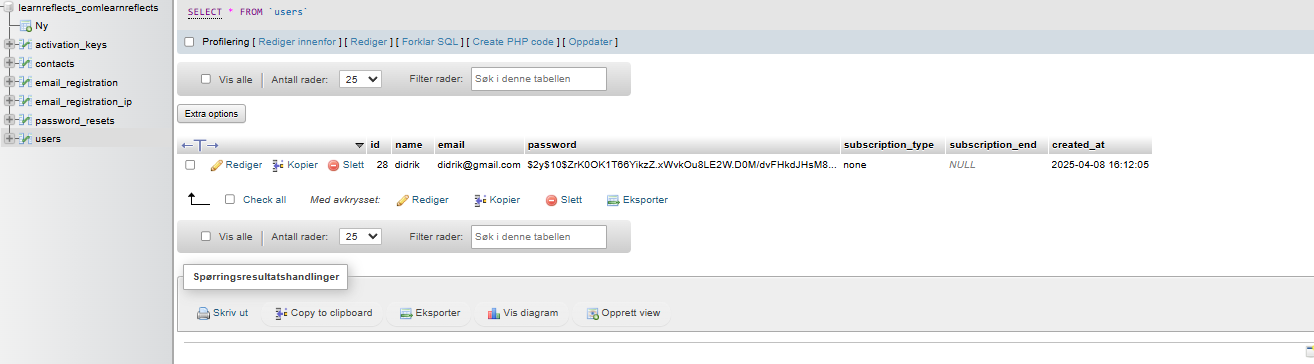 learnreflects_comlearnreflects
Ny
activation_keys
contacts
email_registration
email_registration_ip
password_resets
users
SELECT * FROM `users`
Profilering [ Rediger innenfor ] [ Rediger ] [ Forklar SQL ] [ Create PHP code ] [ Oppdater ]
Vis alle Antall rader: 25 Filter rader: Søk i denne tabellen
Extra options
id name email password subscription_type subscription_end created_at
Rediger Kopier Slett 28 didrik didrik@gmail.com $2y$10$ZrK0OK1T66YikzZ.xWvkOu8LE2W.D0M/dvFHkdJHsM8... none NULL 2025-04-08 16:12:05
Check all Med avkrysset: Rediger Kopier Slett Eksporter
Vis alle Antall rader: 25 Filter rader: Søk i denne tabellen
Spørringsresultatshandlinger
Skriv ut Copy to clipboard Eksporter Vis diagram Opprett view